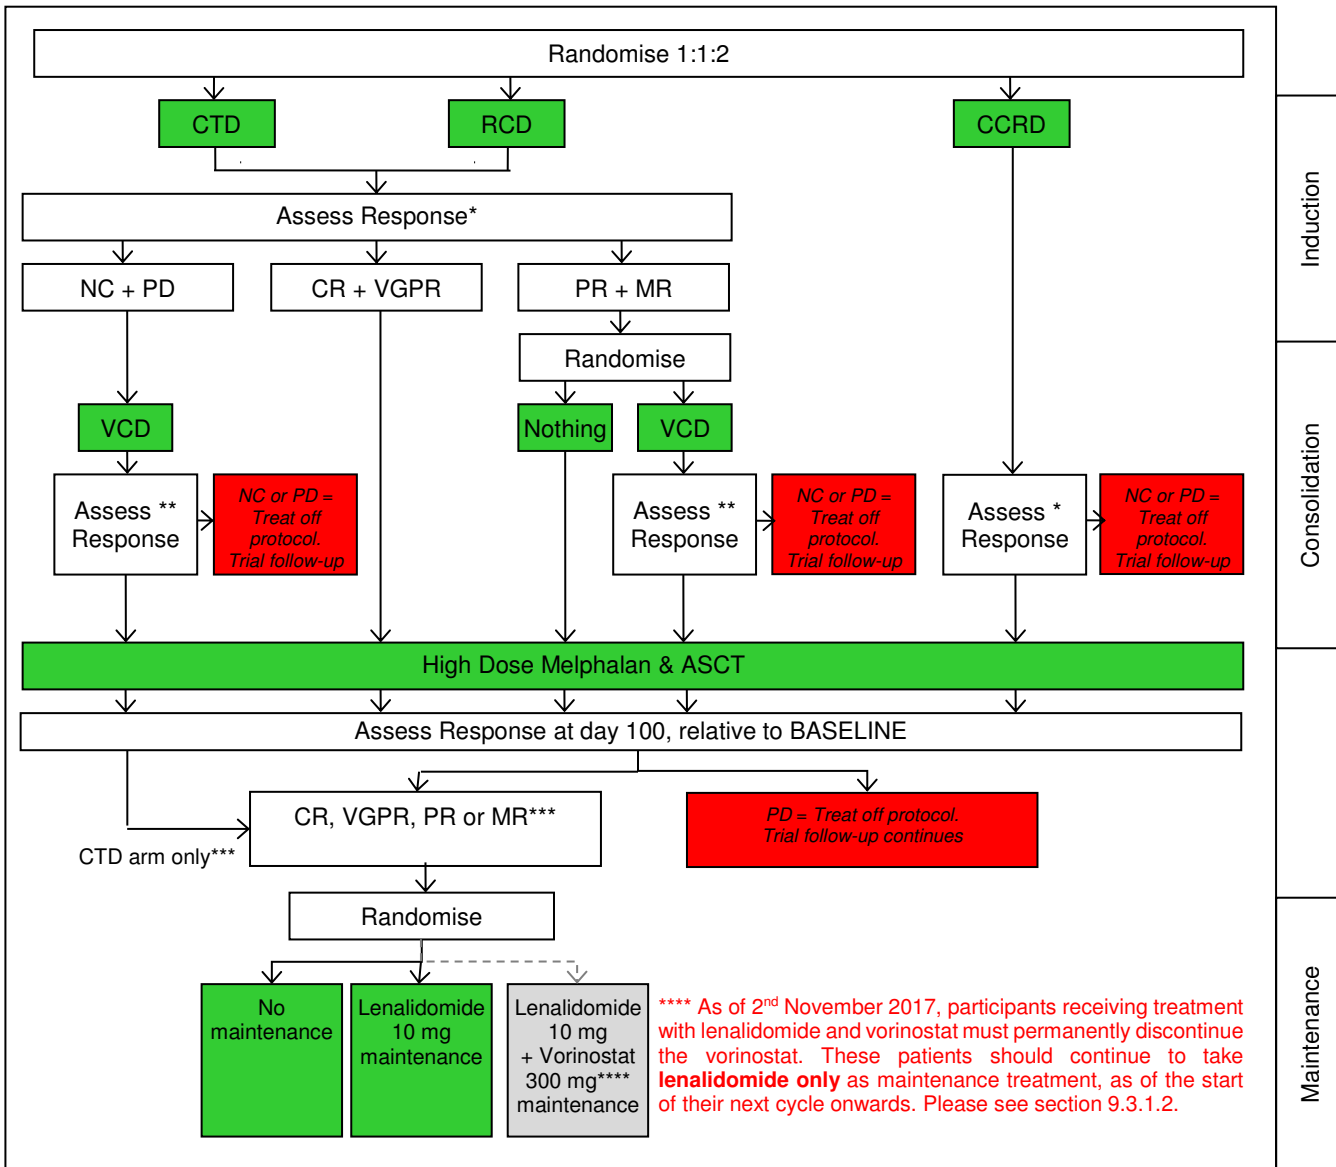 Randomise 1:1:2
CTD
RCD
CCRD
Induction
Assess Response*
NC + PD
CR + VGPR
PR + MR
Randomise
VCD
Nothing
VCD
Consolidation
Assess **
Response
NC or PD =
Treat off
protocol.
Trial follow-up
Assess **
Response
NC or PD =
Treat off
protocol.
Trial follow-up
Assess *
Response
NC or PD =
Treat off
protocol.
Trial follow-up
High Dose Melphalan & ASCT
Assess Response at day 100, relative to BASELINE
CR, VGPR, PR or MR***
PD = Treat off protocol.
Trial follow-up continues
CTD arm only***
Randomise
Maintenance
No
maintenance
Lenalidomide
10 mg
maintenance
Lenalidomide
10 mg
+ Vorinostat
300 mg****
maintenance
**** As of 2nd November 2017, participants receiving treatment
with lenalidomide and vorinostat must permanently discontinue
the vorinostat. These patients should continue to take
lenalidomide only as maintenance treatment, as of the start
of their next cycle onwards. Please see section 9.3.1.2.